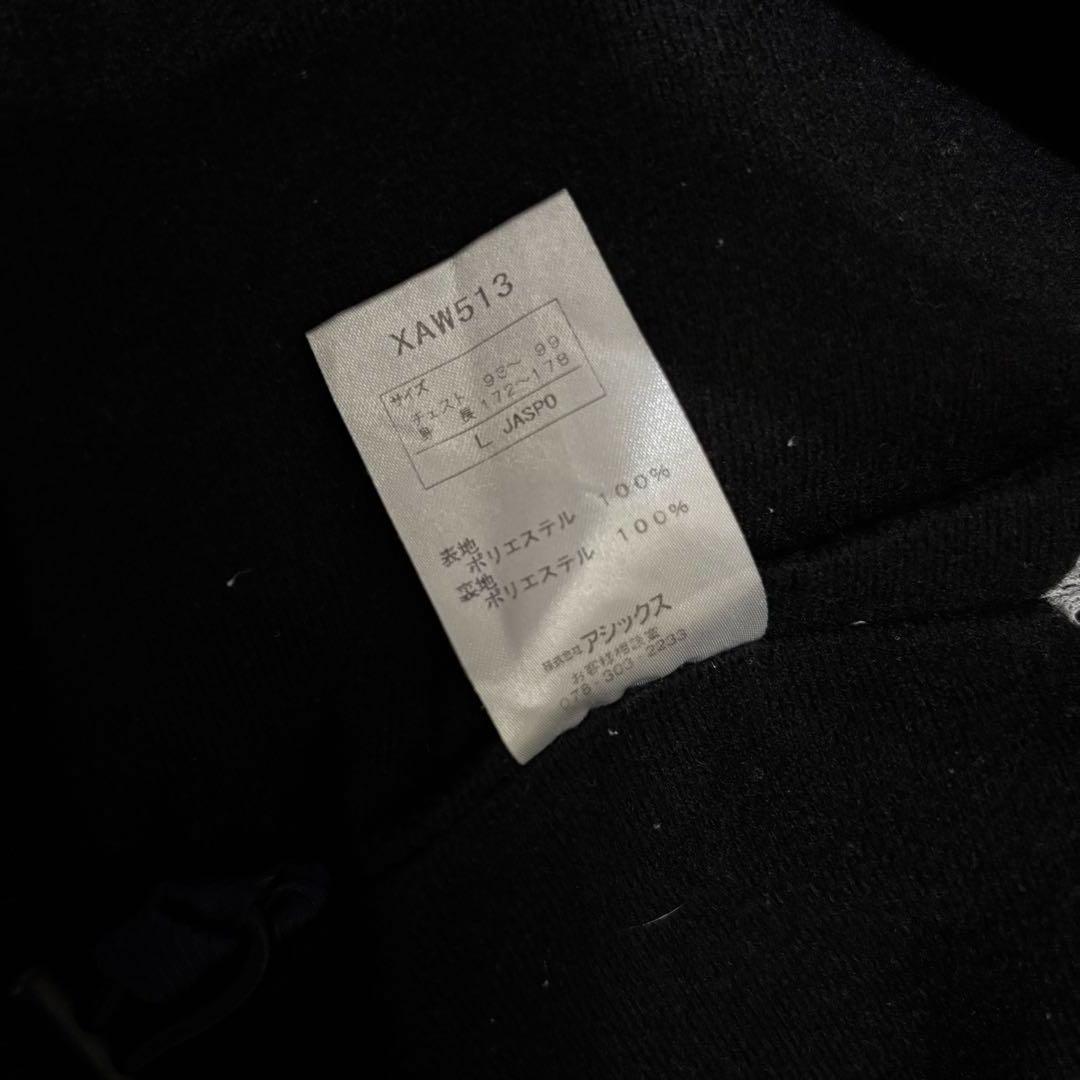 XAW513
サイズ
チェスト 93～ 99
身 長 172～178
L JASPO
表地
ポリエステル 100%
裏地
ポリエステル 100%
株式会社アシックス
お客様相談室
078-303 2233